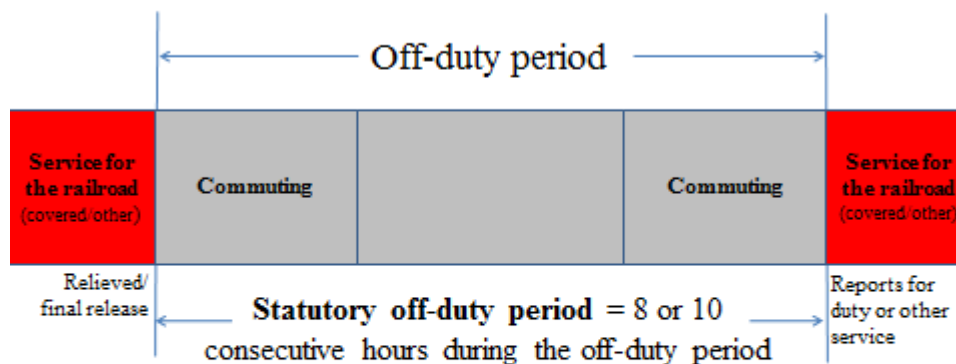 Off-duty period
Service for
the railroad
(covered/other)
Commuting
Commuting
Service for
the railroad
(covered/other)
Relieved/
final release
Statutory off-duty period = 8 or 10
consecutive hours during the off-duty period
Reports for
duty or other
service